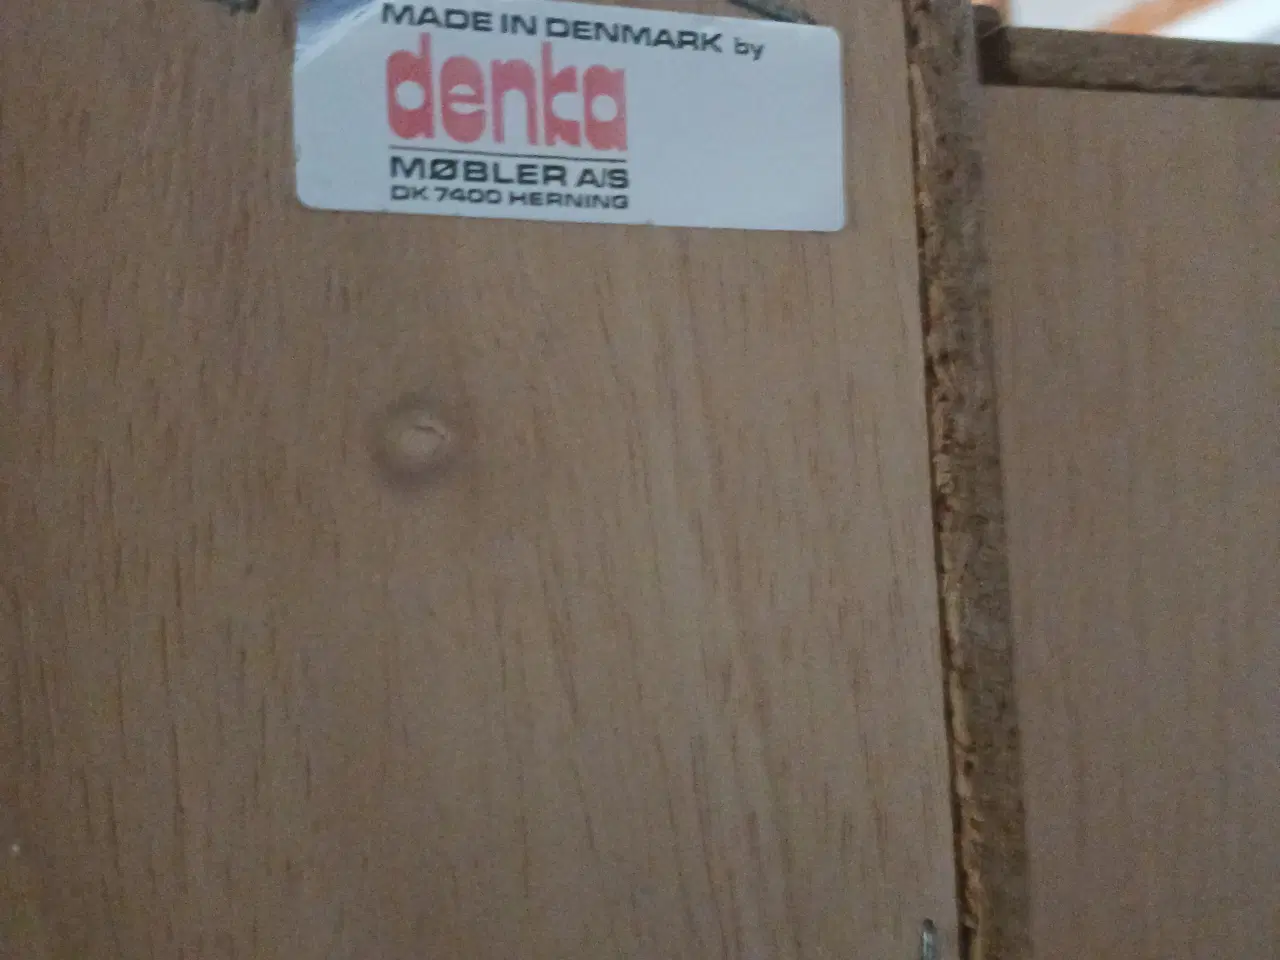 MADE IN DENMARK by
denka
MØBLER A/S
DK 7400 HERNING